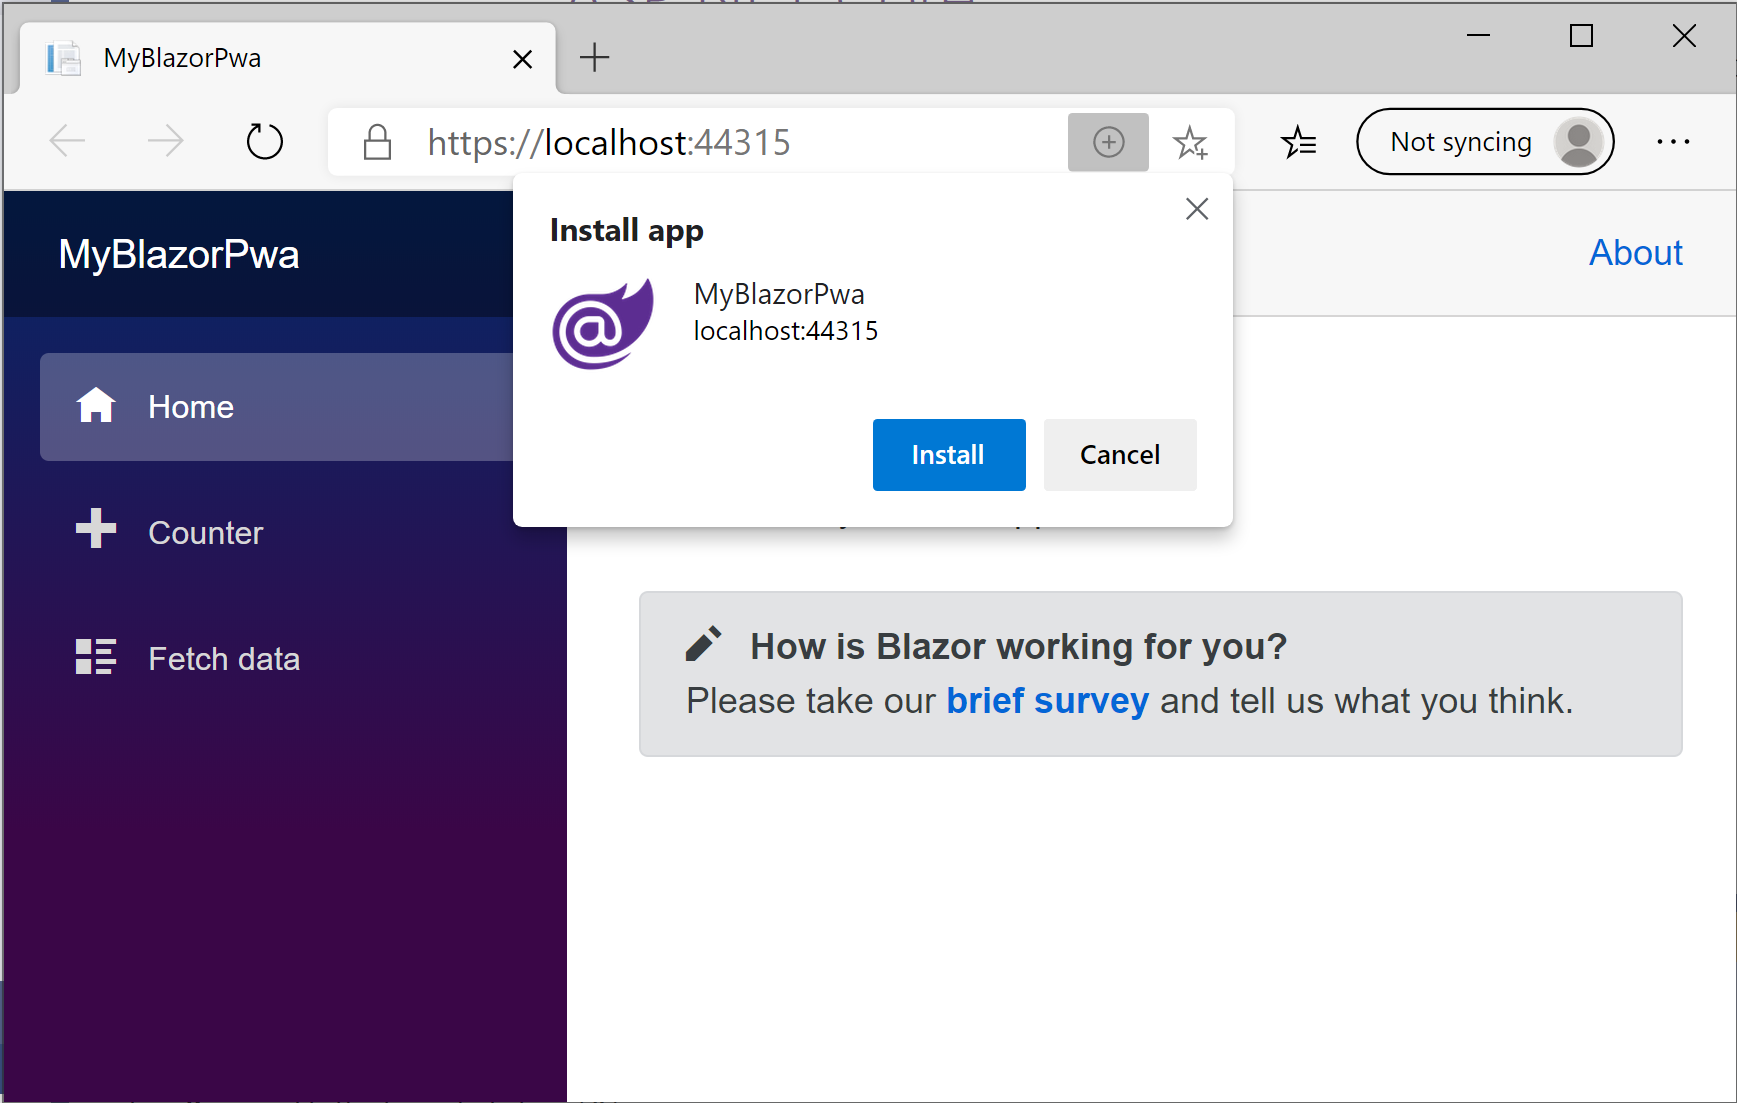 MyBlazorPwa
https://localhost:44315
Not syncing
MyBlazorPwa
About
Install app
MyBlazorPwa
localhost:44315
Install
Cancel
Home
Counter
Fetch data
How is Blazor working for you?
Please take our brief survey and tell us what you think.